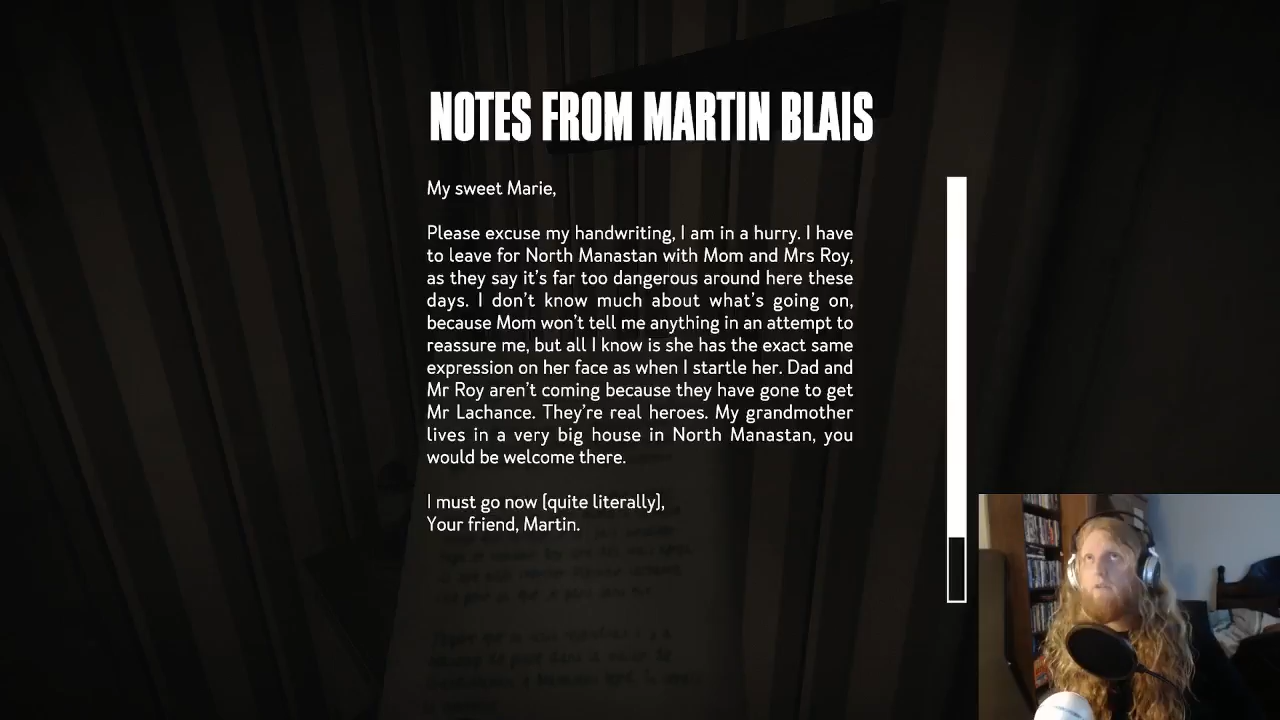 NOTES FROM MARTIN BLAIS
My sweet Marie,
Please excuse my handwriting, I am in a hurry. I have
to leave for North Manastan with Mom and Mrs Roy,
as they say it's far too dangerous around here these
days. I don't know much about what's going on,
because Mom won't tell me anything in an attempt to
reassure me, but all I know is she has the exact same
expression on her face as when I startle her. Dad and
Mr Roy aren't coming because they have gone to get
Mr Lachance. They're real heroes. My grandmother
lives in a very big house in North Manastan, you
would be welcome there.
I must go now [quite literally],
Your friend, Martin.